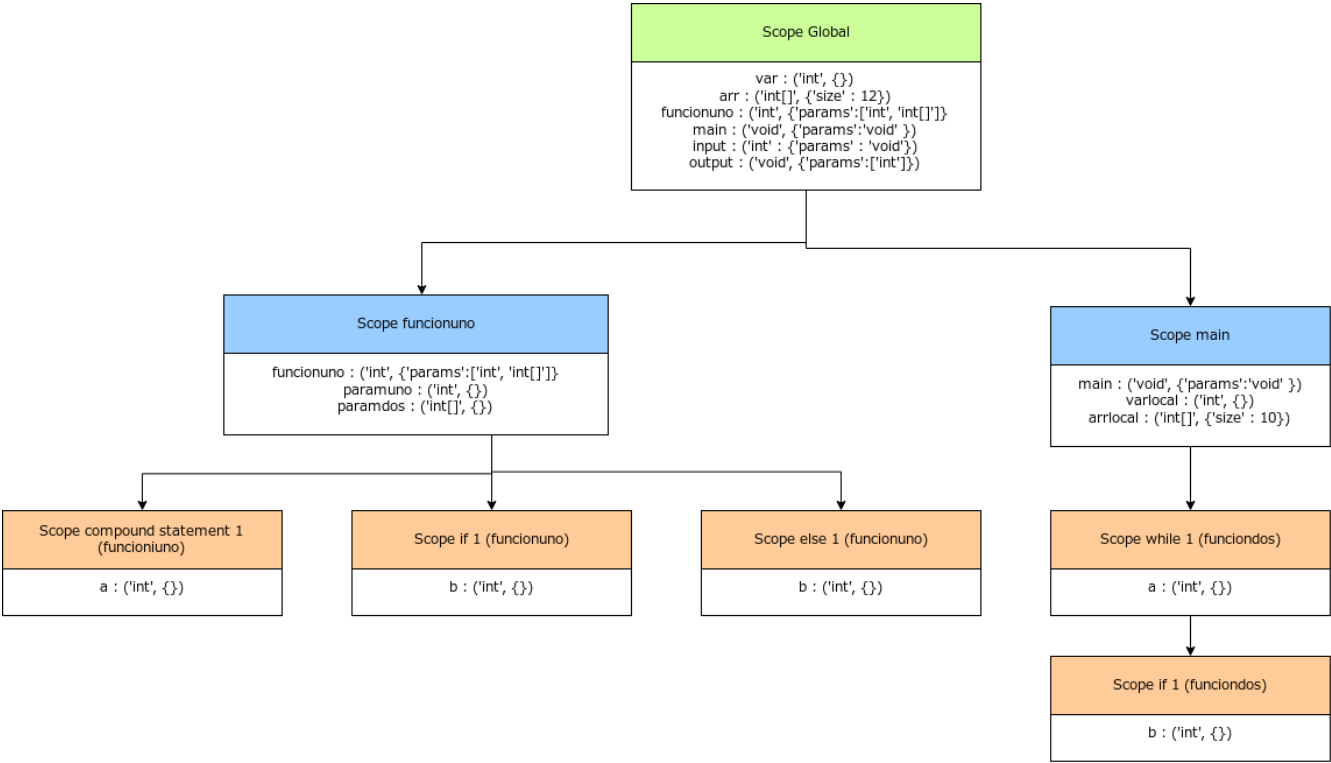 Scope Global
var : ('int', {})
arr : ('int[]', {'size' : 12})
funcionuno : ('int', {'params':['int', 'int[]']}
main : ('void', {'params':'void' })
input : ('int' : {'params' : 'void'})
output : ('void', {'params':['int']})
Scope funcionuno
funcionuno : ('int', {'params':['int', 'int[]']}
paramuno : ('int', {})
paramdos : ('int[]', {})
Scope main
main : ('void', {'params':'void' })
varlocal : ('int', {})
arrlocal : ('int[]', {'size' : 10})
Scope compound statement 1
(funcioniuno)
a : ('int', {})
Scope if 1 (funcionuno)
b : ('int', {})
Scope else 1 (funcionuno)
b : ('int', {})
Scope while 1 (funciondos)
a : ('int', {})
Scope if 1 (funciondos)
b : ('int', {})